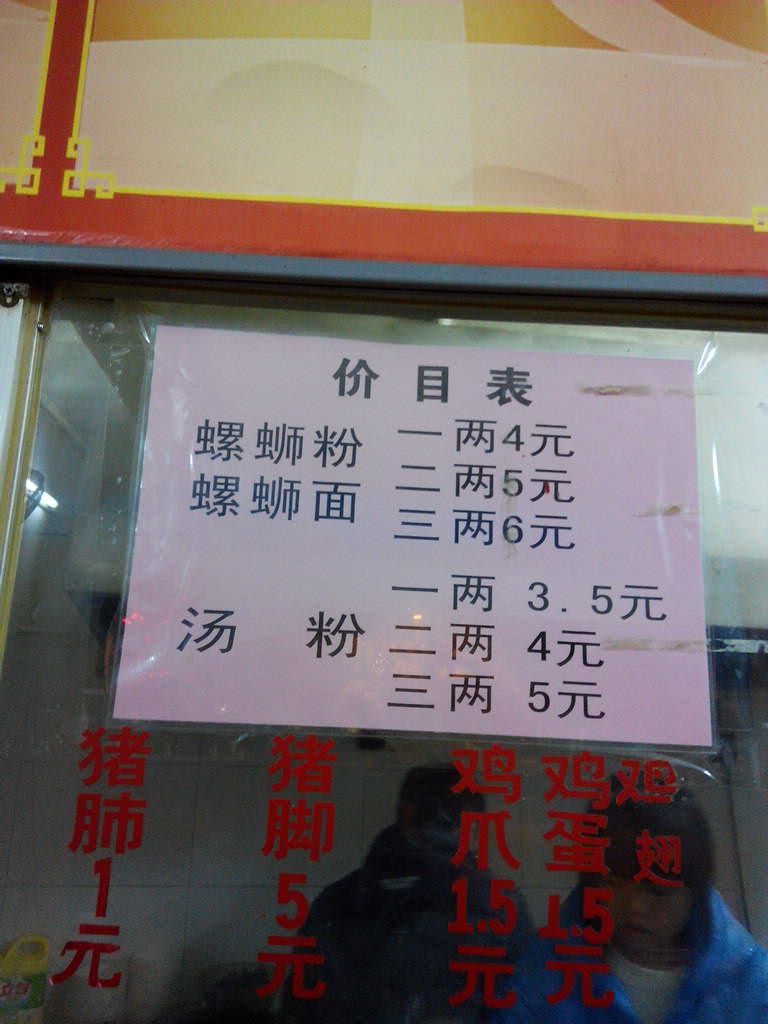 价目表
螺蛳粉 一两4元
螺蛳面 二两5元
三两6元
一两 3.5元
汤粉 二两 4元
三两 5元
猪肺1元
猪脚5元
鸡爪1.5元
鸡蛋1.5元
鸡翅